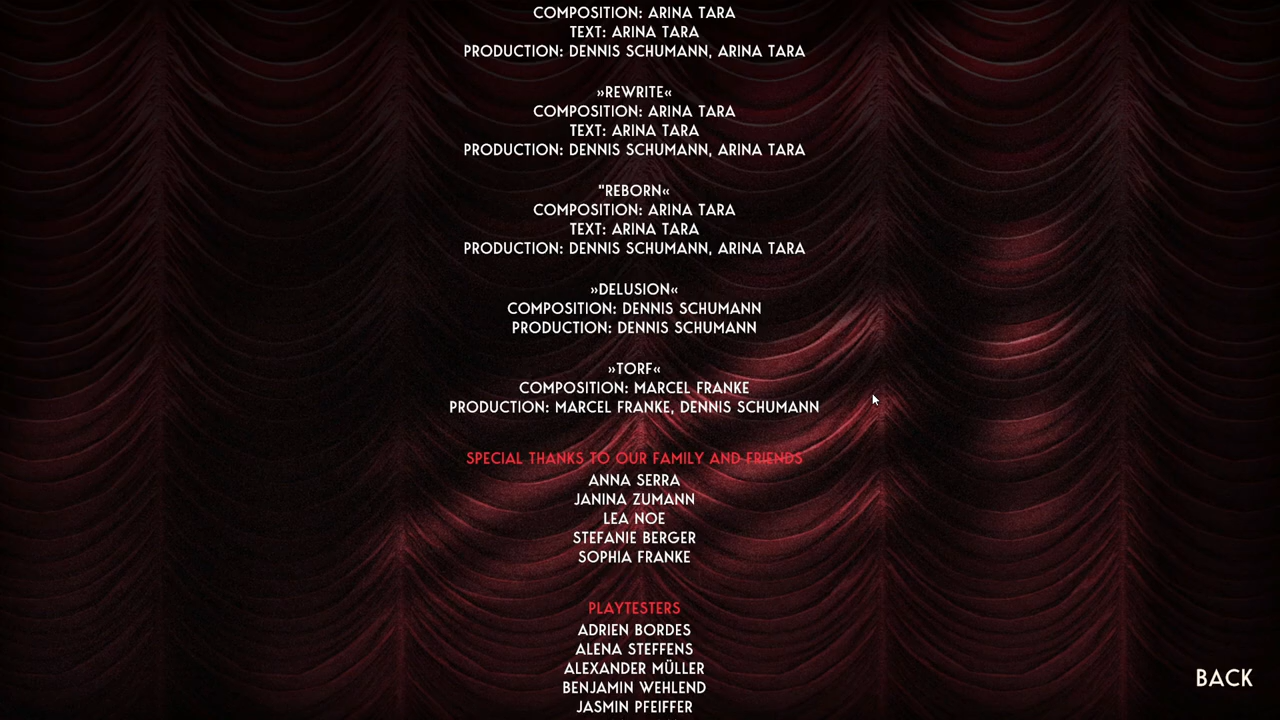 COMPOSITION: ARINA TARA
TEXT: ARINA TARA
PRODUCTION: DENNIS SCHUMANN, ARINA TARA
»REWRITE«
COMPOSITION: ARINA TARA
TEXT: ARINA TARA
PRODUCTION: DENNIS SCHUMANN, ARINA TARA
"REBORN«
COMPOSITION: ARINA TARA
TEXT: ARINA TARA
PRODUCTION: DENNIS SCHUMANN, ARINA TARA
»DELUSION«
COMPOSITION: DENNIS SCHUMANN
PRODUCTION: DENNIS SCHUMANN
»TORF«
COMPOSITION: MARCEL FRANKE
PRODUCTION: MARCEL FRANKE, DENNIS SCHUMANN
SPECIAL THANKS TO OUR FAMILY AND FRIENDS
ANNA SERRA
JANINA ZUMANN
LEA NOE
STEFANIE BERGER
SOPHIA FRANKE
PLAYTESTERS
ADRIEN BORDES
ALENA STEFFENS
ALEXANDER MÜLLER
BENJAMIN WEHLEND
JASMIN PFEIFFER
BACK